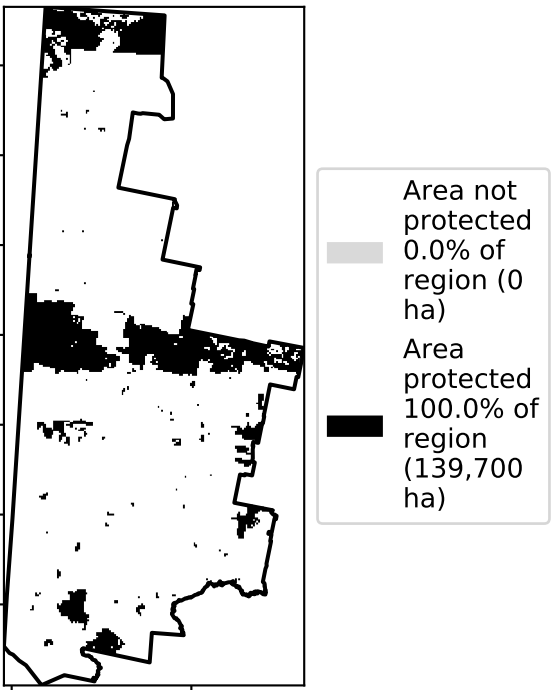 Area not
protected
0.0% of
region (0
ha)
Area
protected
100.0% of
region
(139,700
ha)